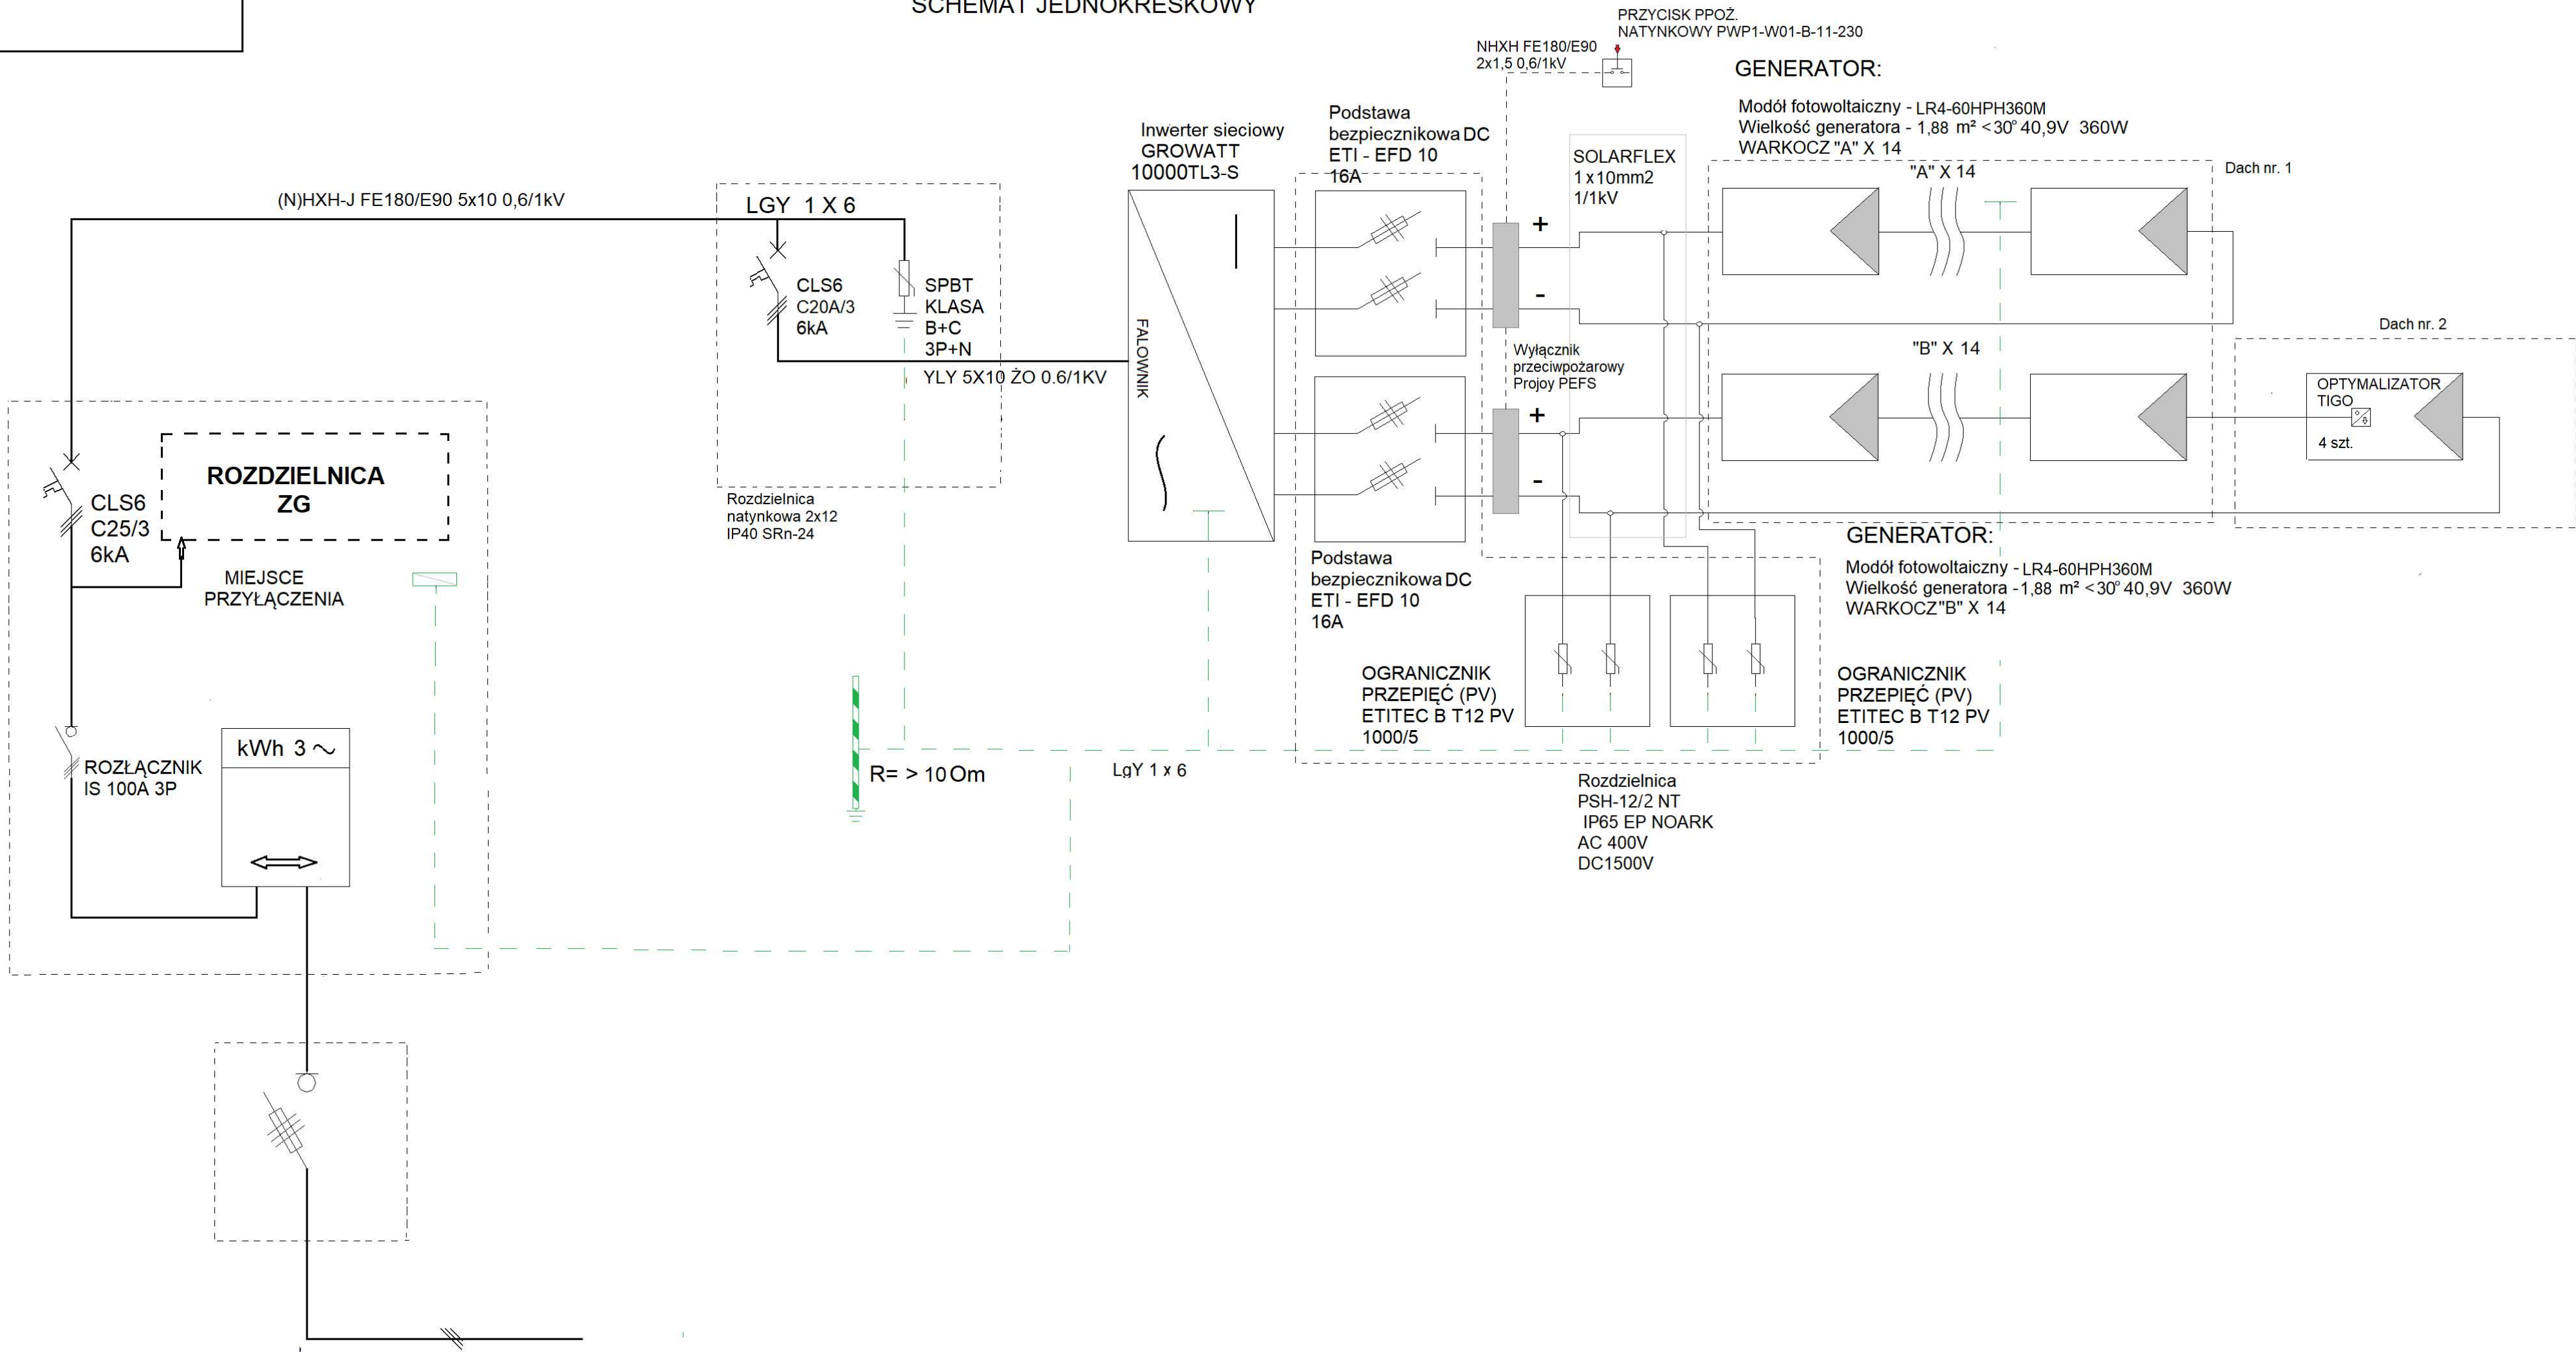 SCHEMAT JEDNOKRESKOWY
PRZYCISK PPOŻ.
NATYNKOWY PWP1-W01-B-11-230
NHXH FE180/E90
2x1,5 0,6/1kV
GENERATOR:
Modół fotowoltaiczny - LR4-60HPH360M
Wielkość generatora - 1,88 m² <30° 40,9V 360W
WARKOCZ "A" X 14
Podstawa
bezpiecznikowa DC
ETI - EFD 10
16A
Inwerter sieciowy
GROWATT
10000TL3-S
SOLARFLEX
1 x 10mm2
1/1kV
"A" X 14
Dach nr. 1
(N)HXH-J FE180/E90 5x10 0,6/1kV
LGY 1 X 6
+
-
CLS6
C20A/3
6kA
SPBT
KLASA
B+C
3P+N
YLY 5X10 ŻO 0.6/1KV
FALOWNIK
Wyłącznik
przeciwpożarowy
Projoy PEFS
+
-
"B" X 14
Dach nr. 2
OPTYMALIZATOR
TIGO
4 szt.
ROZDZIELNICA
ZG
CLS6
C25/3
6kA
MIEJSCE
PRZYŁĄCZENIA
Rozdzielnica
natynkowa 2x12
IP40 SRn-24
Podstawa
bezpiecznikowa DC
ETI - EFD 10
16A
GENERATOR:
Modół fotowoltaiczny - LR4-60HPH360M
Wielkość generatora - 1,88 m² <30° 40,9V 360W
WARKOCZ "B" X 14
OGRANICZNIK
PRZEPIĘĆ (PV)
ETITEC B T12 PV
1000/5
OGRANICZNIK
PRZEPIĘĆ (PV)
ETITEC B T12 PV
1000/5
kWh 3 ~
ROZŁĄCZNIK
IS 100A 3P
R= > 10 Om
LgY 1 x 6
Rozdzielnica
PSH-12/2 NT
IP65 EP NOARK
AC 400V
DC1500V